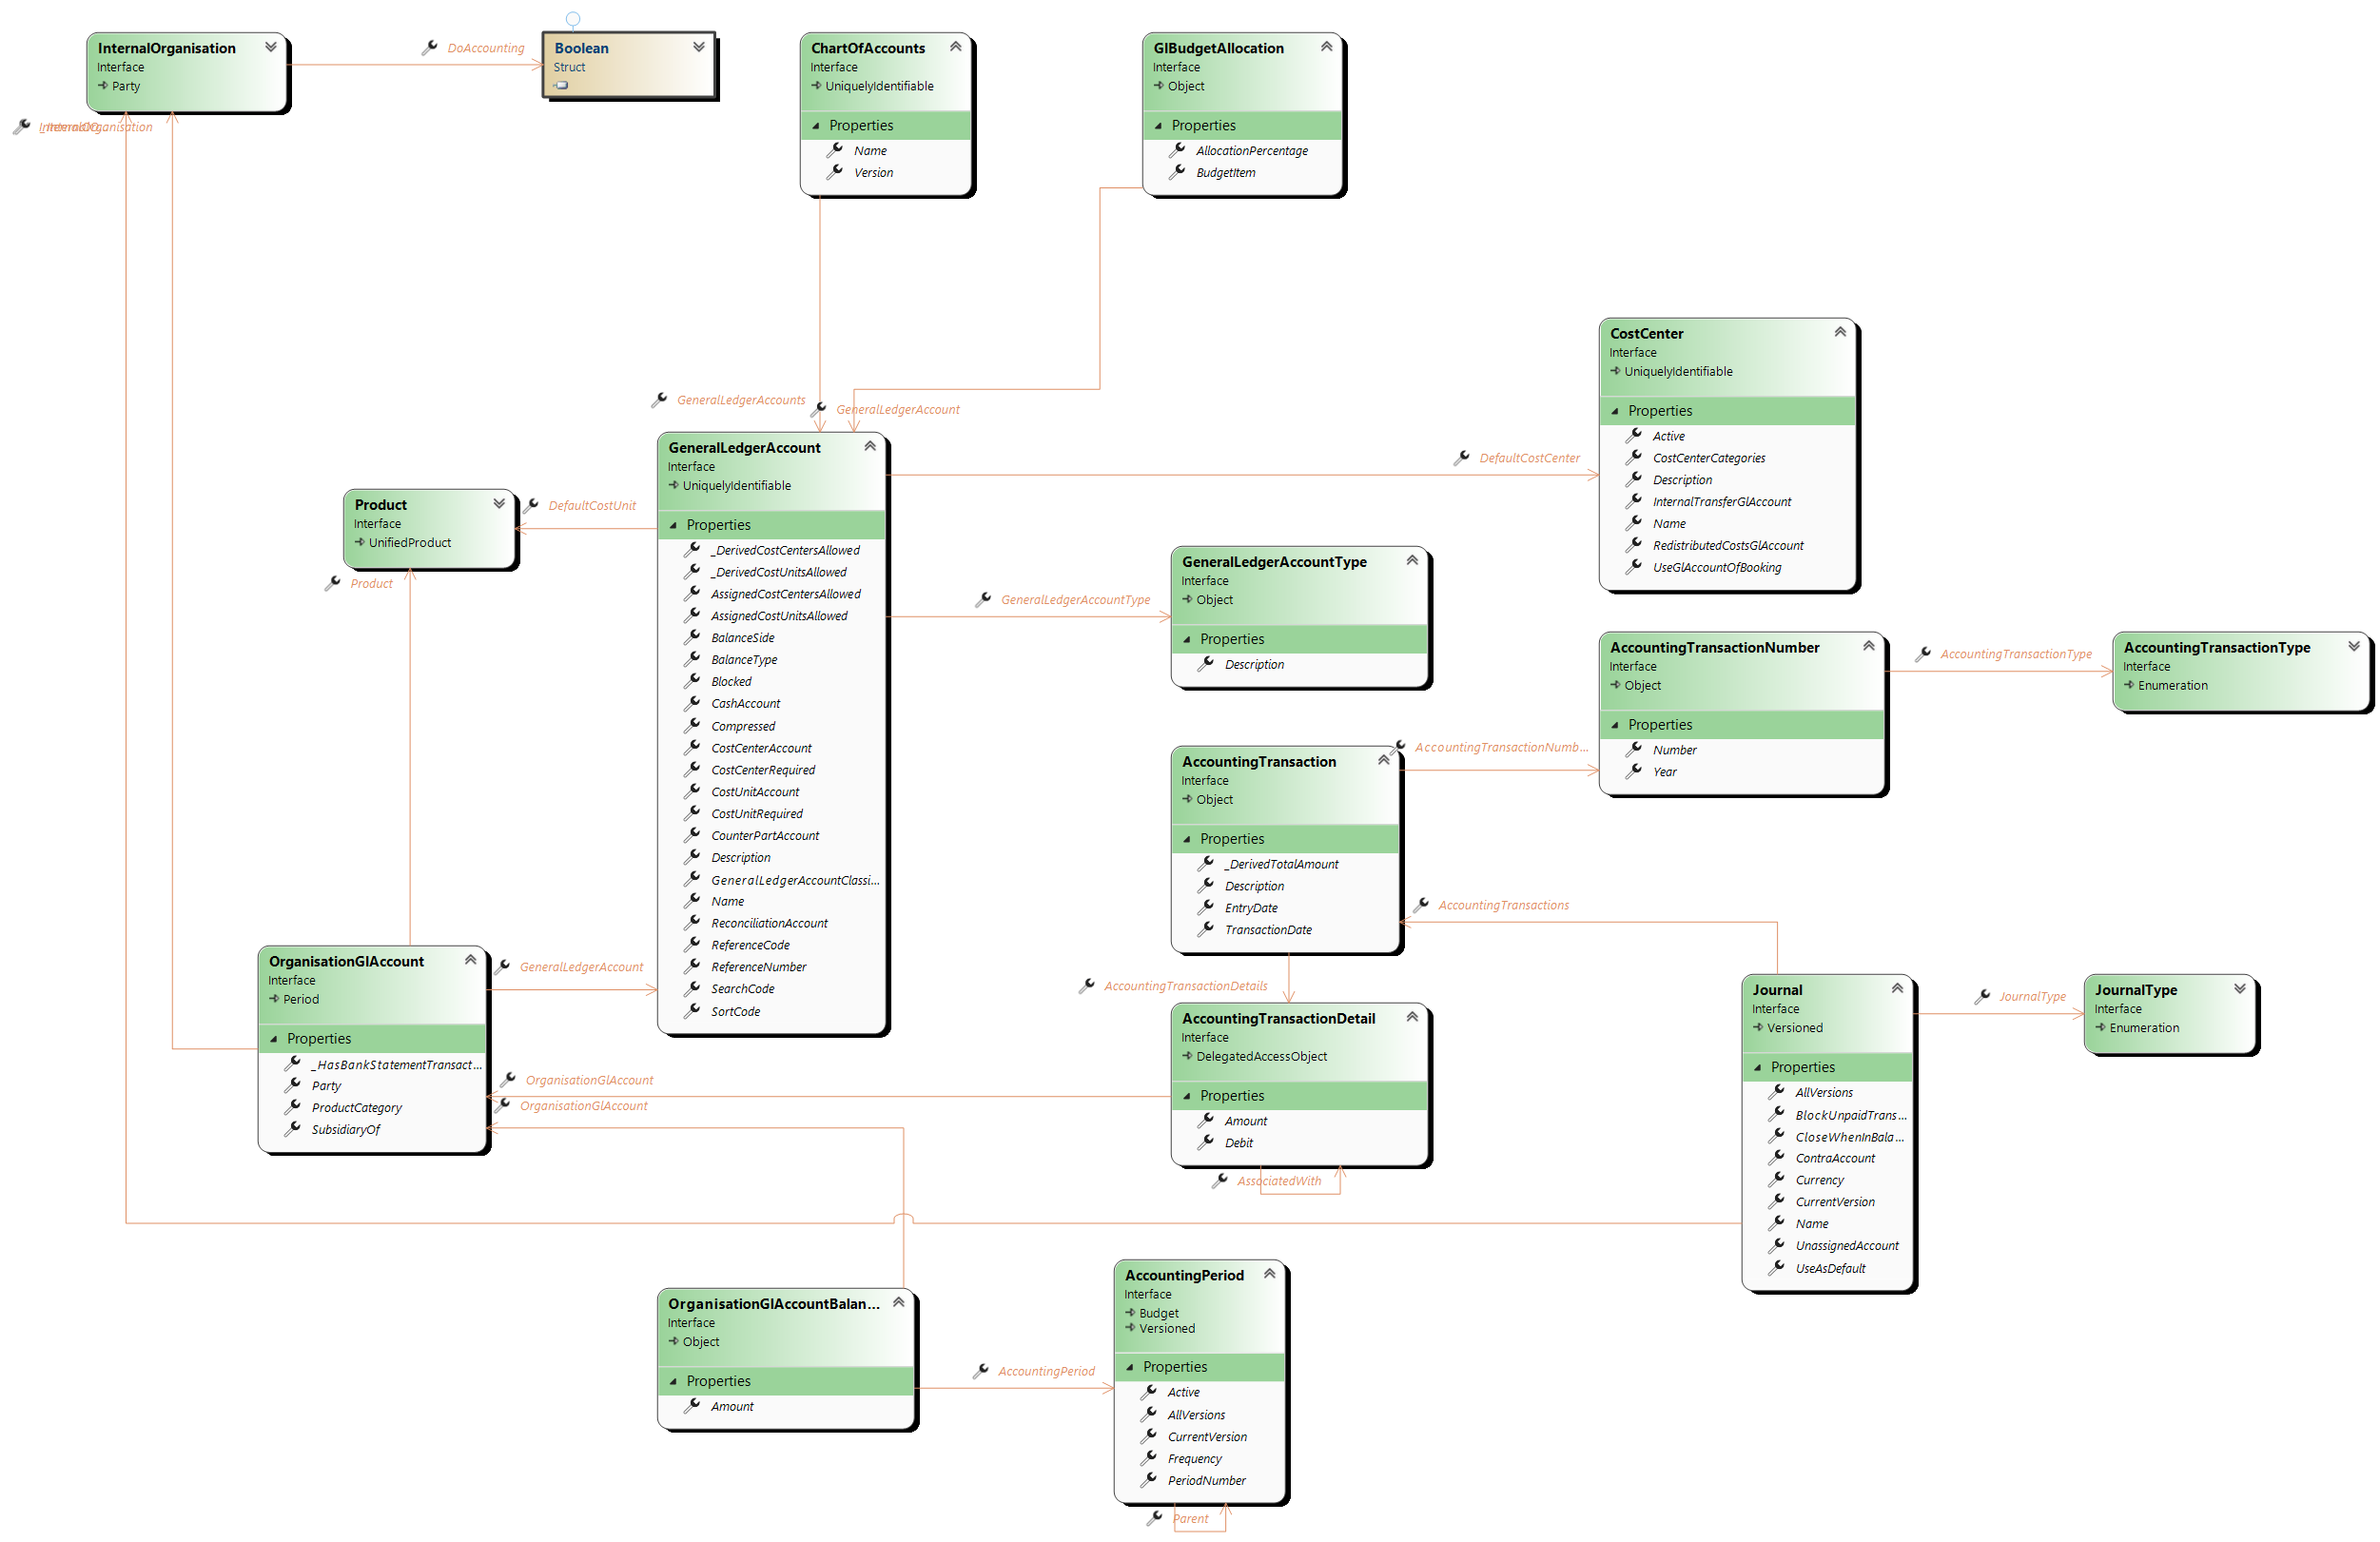 InternalOrganisation
Interface
Party
DoAccounting
Boolean
Struct
ChartOfAccounts
Interface
UniquelyIdentifiable
Properties
Name
Version
GlBudgetAllocation
Interface
Object
Properties
AllocationPercentage
BudgetItem
InternalOrganisation
GeneralLedgerAccounts
GeneralLedgerAccount
CostCenter
Interface
UniquelyIdentifiable
Properties
Active
CostCenterCategories
Description
InternalTransferGlAccount
Name
RedistributedCostsGlAccount
UseGlAccountOfBooking
DefaultCostCenter
GeneralLedgerAccount
Interface
UniquelyIdentifiable
Properties
_DerivedCostCentersAllowed
_DerivedCostUnitsAllowed
AssignedCostCentersAllowed
AssignedCostUnitsAllowed
BalanceSide
BalanceType
Blocked
CashAccount
Compressed
CostCenterAccount
CostCenterRequired
CostUnitAccount
CostUnitRequired
CounterPartAccount
Description
GeneralLedgerAccountClassi...
Name
ReconciliationAccount
ReferenceCode
ReferenceNumber
SearchCode
SortCode
Product
Interface
UnifiedProduct
DefaultCostUnit
Product
GeneralLedgerAccountType
GeneralLedgerAccountType
Interface
Object
Properties
Description
AccountingTransactionNumber
Interface
Object
Properties
Number
Year
AccountingTransactionType
AccountingTransactionType
Interface
Enumeration
AccountingTransaction
Interface
Object
Properties
_DerivedTotalAmount
Description
EntryDate
TransactionDate
AccountingTransactionNumb...
AccountingTransactions
AccountingTransactionDetails
OrganisationGlAccount
Interface
Period
Properties
_HasBankStatementTransact...
Party
ProductCategory
SubsidiaryOf
GeneralLedgerAccount
OrganisationGlAccount
OrganisationGlAccount
AccountingTransactionDetail
Interface
DelegatedAccessObject
Properties
Amount
Debit
AssociatedWith
Journal
Interface
Versioned
Properties
AllVersions
BlockUnpaidTrans...
CloseWhenInBala...
ContraAccount
Currency
CurrentVersion
Name
UnassignedAccount
UseAsDefault
JournalType
JournalType
Interface
Enumeration
OrganisationGlAccountBalan...
Interface
Object
Properties
Amount
AccountingPeriod
AccountingPeriod
Interface
Budget
Versioned
Properties
Active
AllVersions
CurrentVersion
Frequency
PeriodNumber
Parent